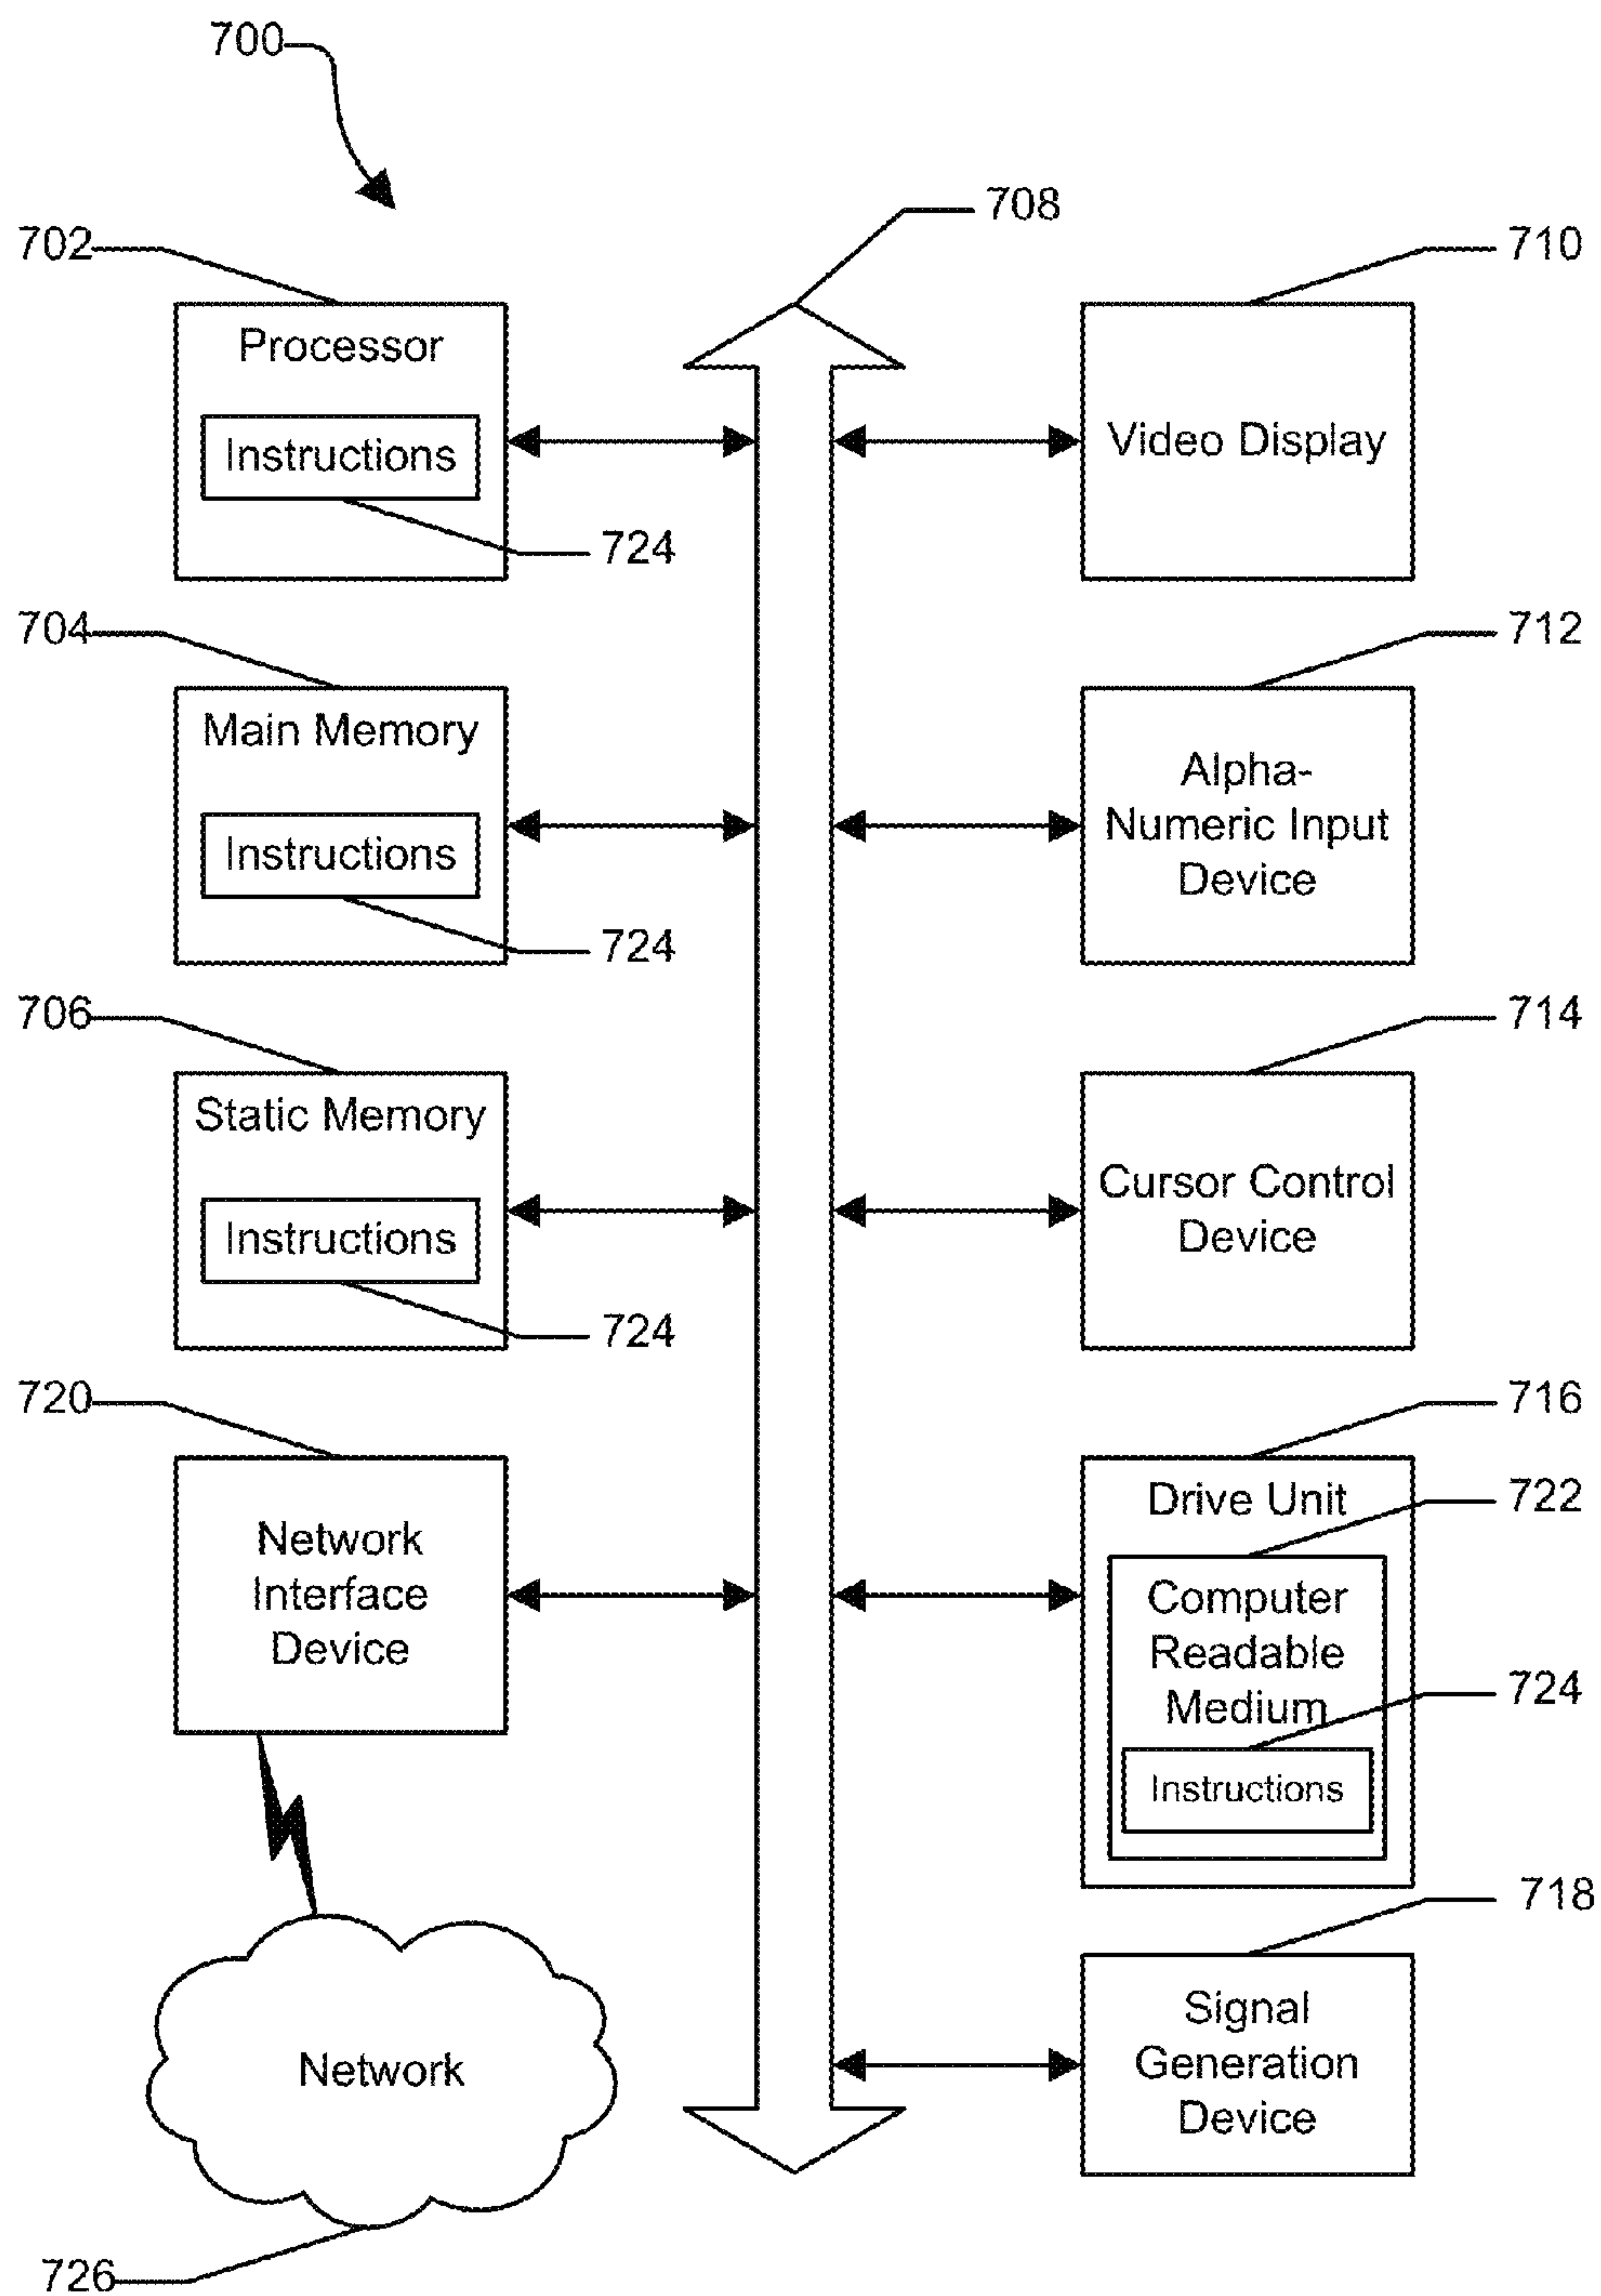 700
708
702
710
Processor
Instructions
724
Video Display
704
712
Main Memory
Instructions
724
Alpha-
Numeric Input
Device
706
714
Static Memory
Instructions
724
Cursor Control
Device
720
716
Network
Interface
Device
Drive Unit
722
Computer
Readable
Medium
724
Instructions
718
Signal
Generation
Device
Network
726